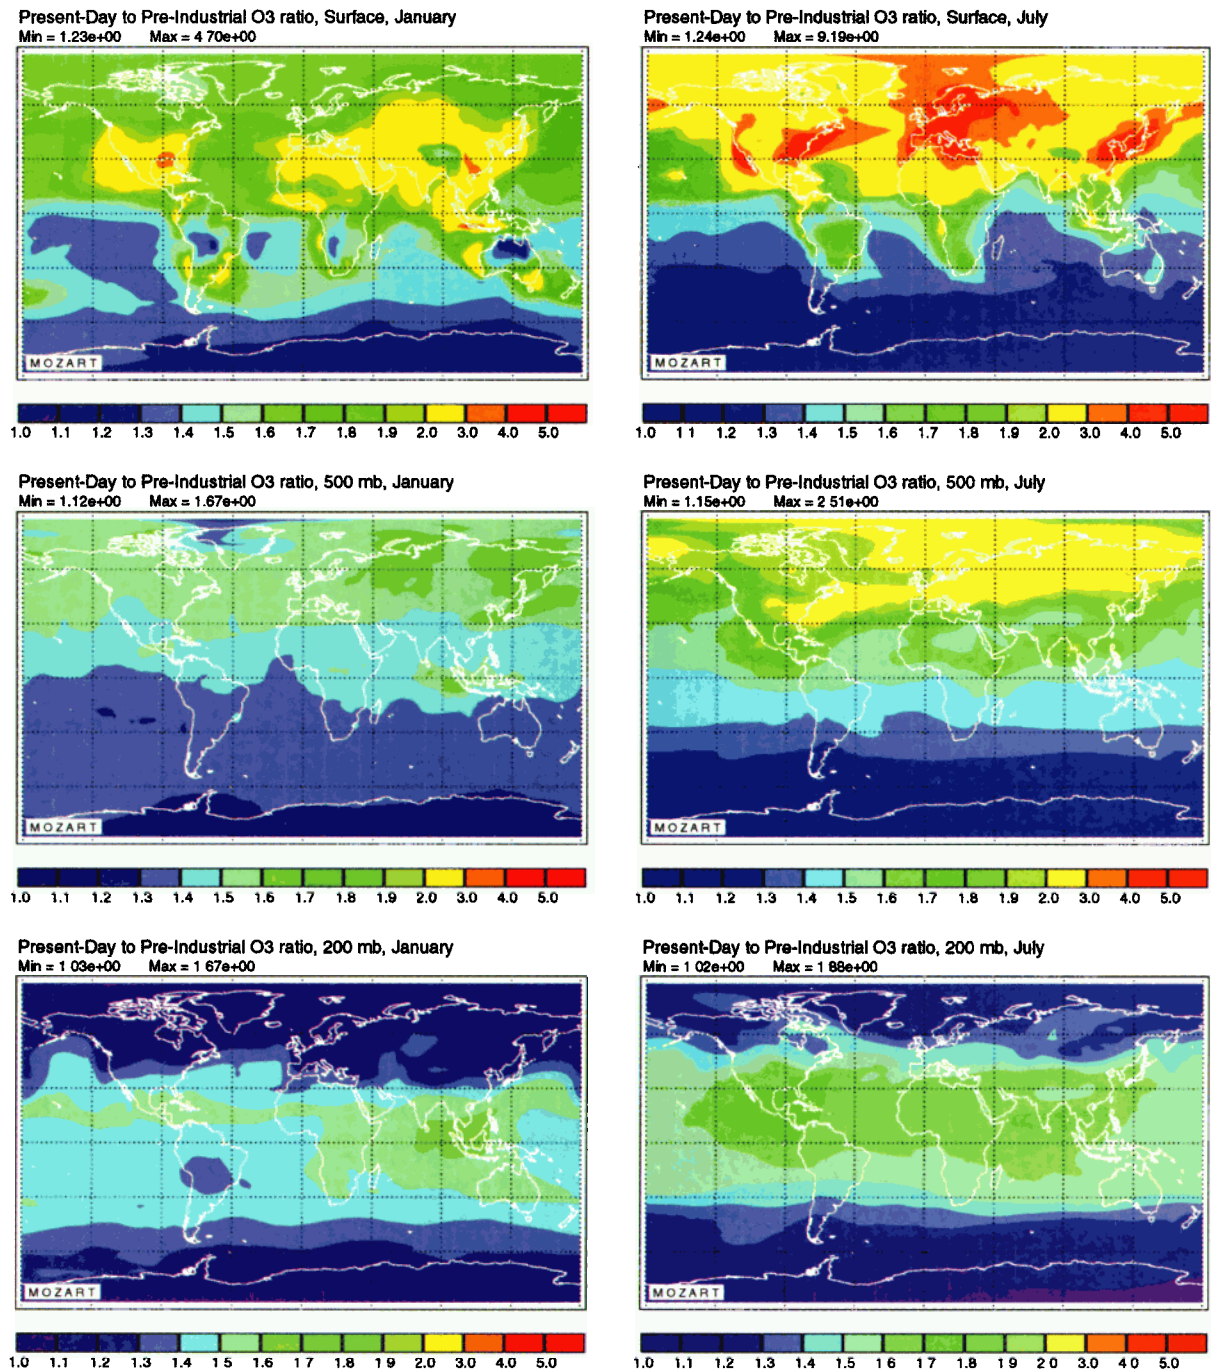 Present-Day to Pre-Industrial O3 ratio, Surface, January
Min = 1.23e+00 Max = 4 70e+00
MOZART
1.0 1.1 1.2 1.3 1.4 1.5 1.6 1.7 1.8 1 9 2.0 3.0 4.0 5.0
Present-Day to Pre-Industrial O3 ratio, Surface, July
Min = 1.24e+00 Max = 9.19e+00
MOZART
1.0 1 1 1.2 1.3 1.4 1.5 1.6 1.7 1.8 1.9 2.0 3.0 4.0 5.0
Present-Day to Pre-Industrial O3 ratio, 500 mb, January
Min = 1.12e+00 Max = 1.67e+00
MOZART
1.0 1.1 1.2 1.3 1.4 1.5 1.6 1.7 1.8 1.9 2.0 3.0 4.0 5.0
Present-Day to Pre-Industrial O3 ratio, 500 mb, July
Min = 1.15e+00 Max = 2 51e+00
MOZART
1.0 1.1 1.2 1.3 1.4 1.5 1.6 1.7 1.8 1.9 2.0 3.0 4.0 5.0
Present-Day to Pre-Industrial O3 ratio, 200 mb, January
Min = 1 03e+00 Max = 1 67e+00
MOZART
1.0 1.1 1.2 1.3 1.4 1 5 1.6 1.7 1.8 1.9 2.0 3.0 4.0 5.0
Present-Day to Pre-Industrial O3 ratio, 200 mb, July
Min = 1 02e+00 Max = 1 88e+00
MOZART
1.0 1.1 1.2 1.3 1.4 1.5 1 6 1.7 1.8 1.9 2 0 3.0 4.0 5.0